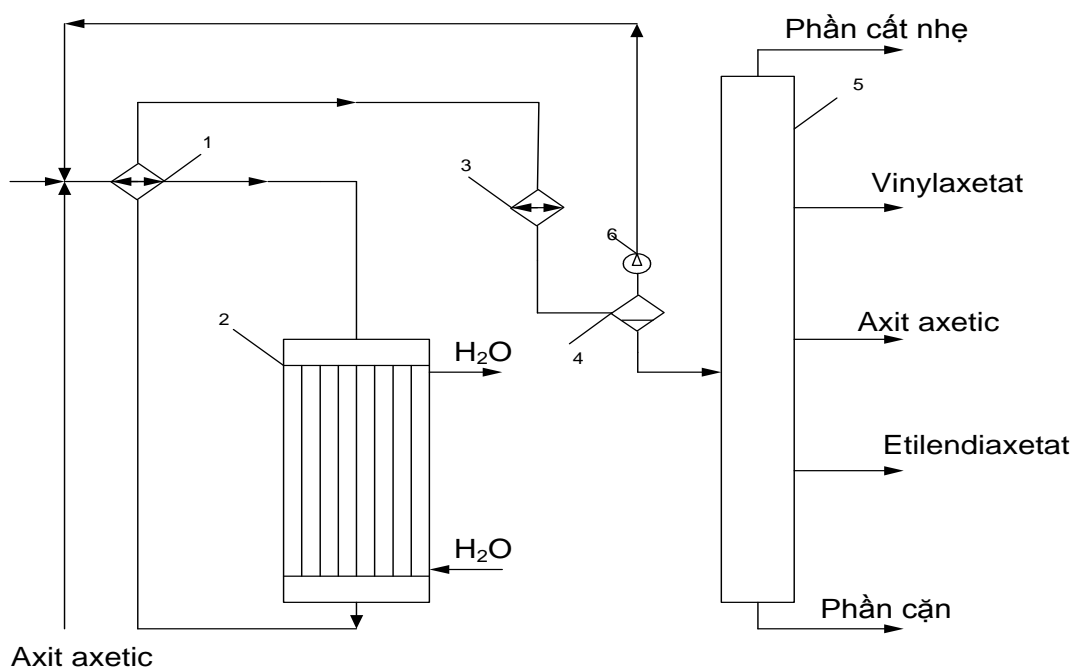 Phần cất nhẹ
5
1
3
Vinylaxetat
6
2
H₂O
4
Axit axetic
Etilendiaxetat
H₂O
Phần cặn
Axit axetic